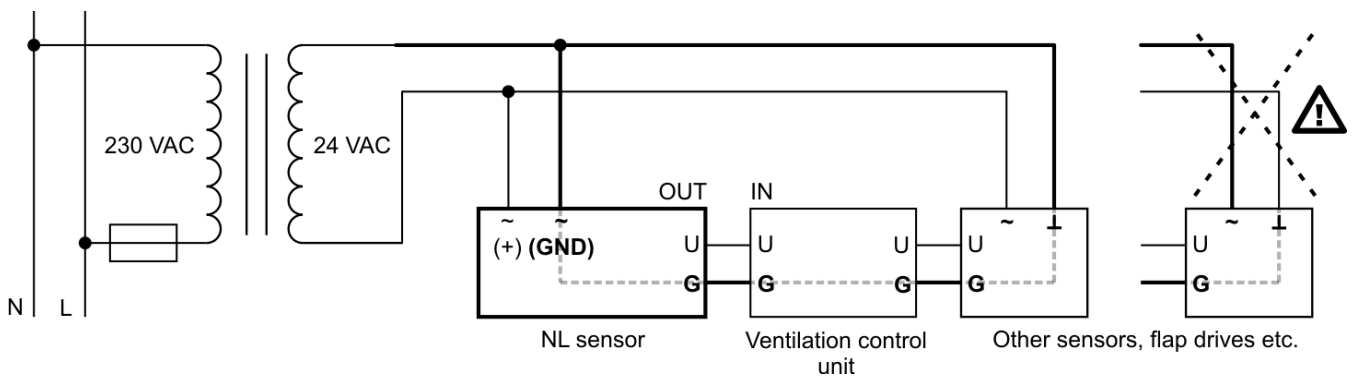 230 VAC
24 VAC
OUT
IN
~
~
~
⊥
~
⊥
(+) (GND)
U
U
U
U
U
G
G
G
G
G
N
L
NL sensor
Ventilation control
unit
Other sensors, flap drives etc.
!